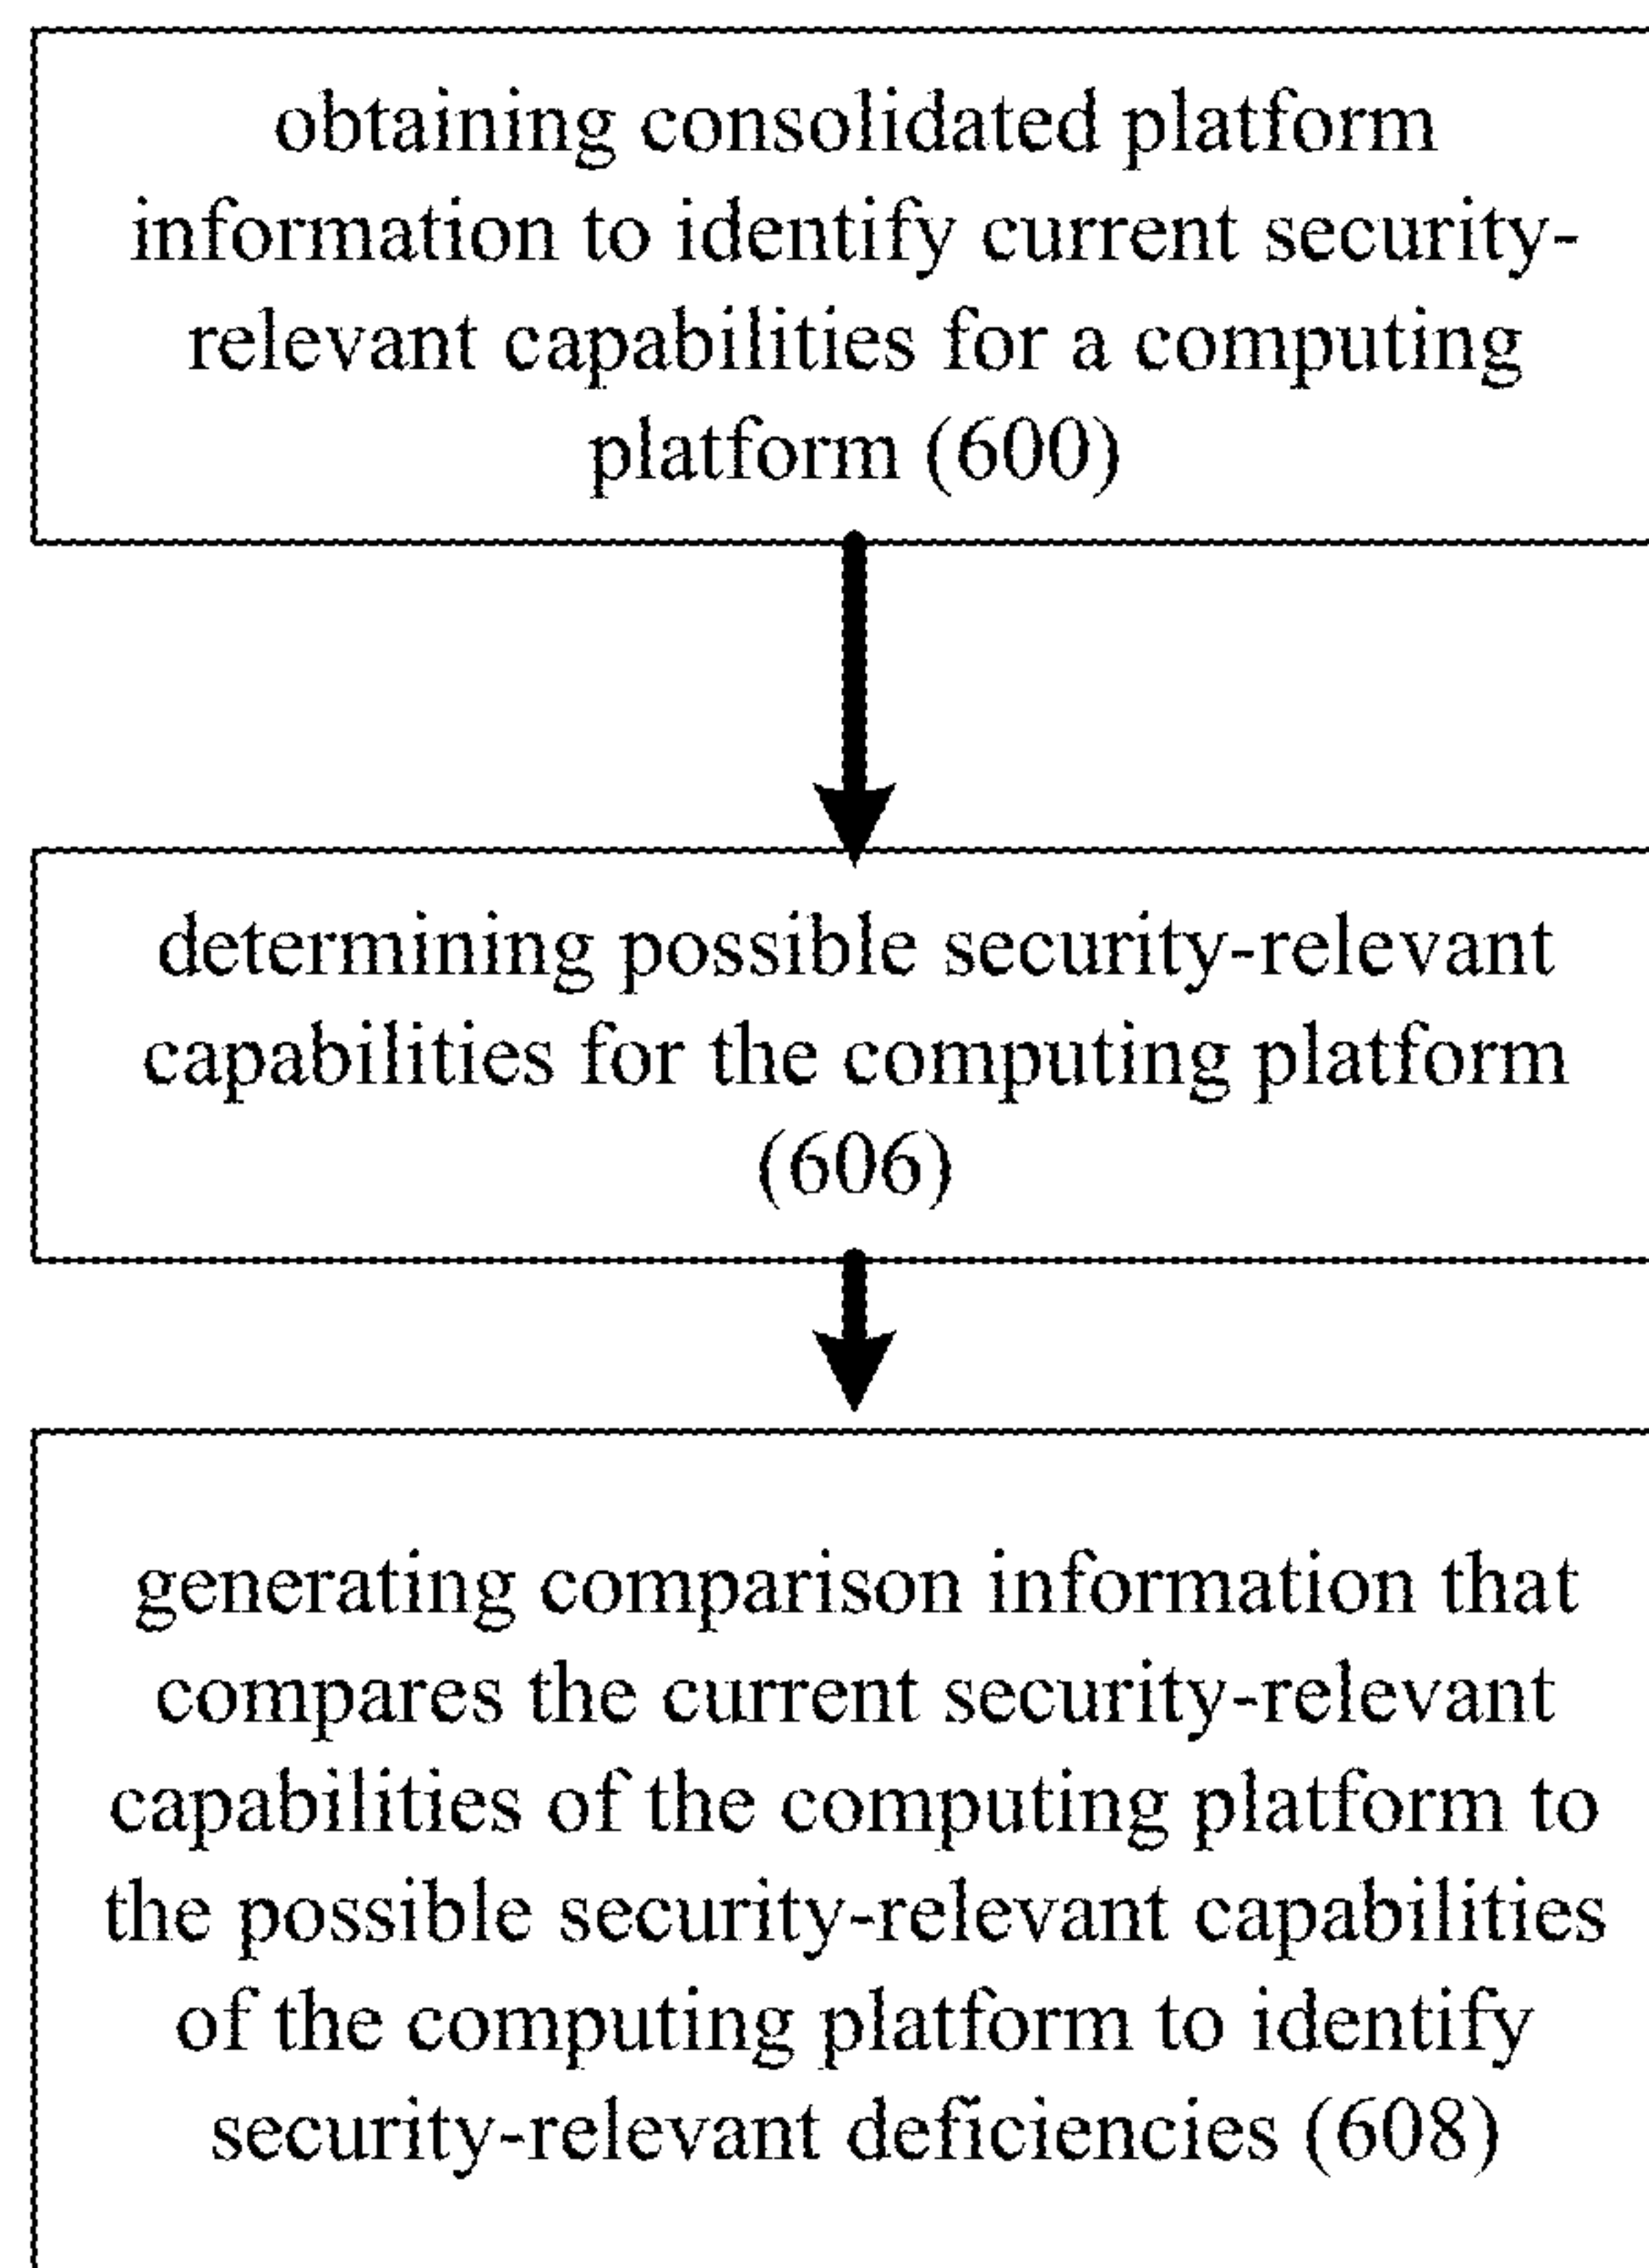 obtaining consolidated platform
information to identify current security-
relevant capabilities for a computing
platform (600)
determining possible security-relevant
capabilities for the computing platform
(606)
generating comparison information that
compares the current security-relevant
capabilities of the computing platform to
the possible security-relevant capabilities
of the computing platform to identify
security-relevant deficiencies (608)